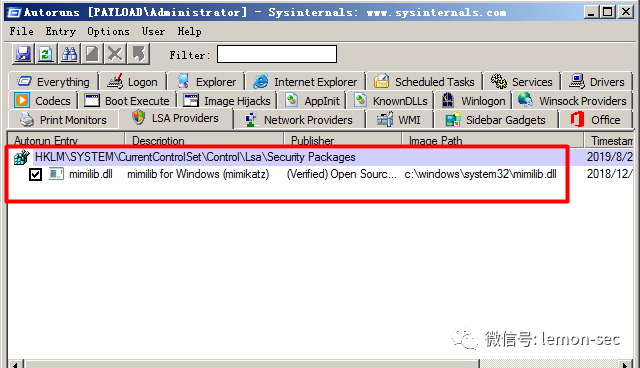 Autoruns [PAYLOAD\Administrator] - Sysinternals: www.sysinternals.com
File Entry Options User Help
Filter:
Everything Logon Explorer Internet Explorer Scheduled Tasks Services Drivers
Codecs Boot Execute Image Hijacks AppInit KnownDLLs Winlogon Winsock Providers
Print Monitors LSA Providers Network Providers WMI Sidebar Gadgets Office
Autorun Entry Description Publisher Image Path Timestam
HKLM\SYSTEM\CurrentControlSet\Control\Lsa\Security Packages 2019/8/2
mimilib.dll mimilib for Windows (mimikatz) (Verified) Open Sourc... c:\windows\system32\mimilib.dll 2018/12/
微信号: lemon-sec